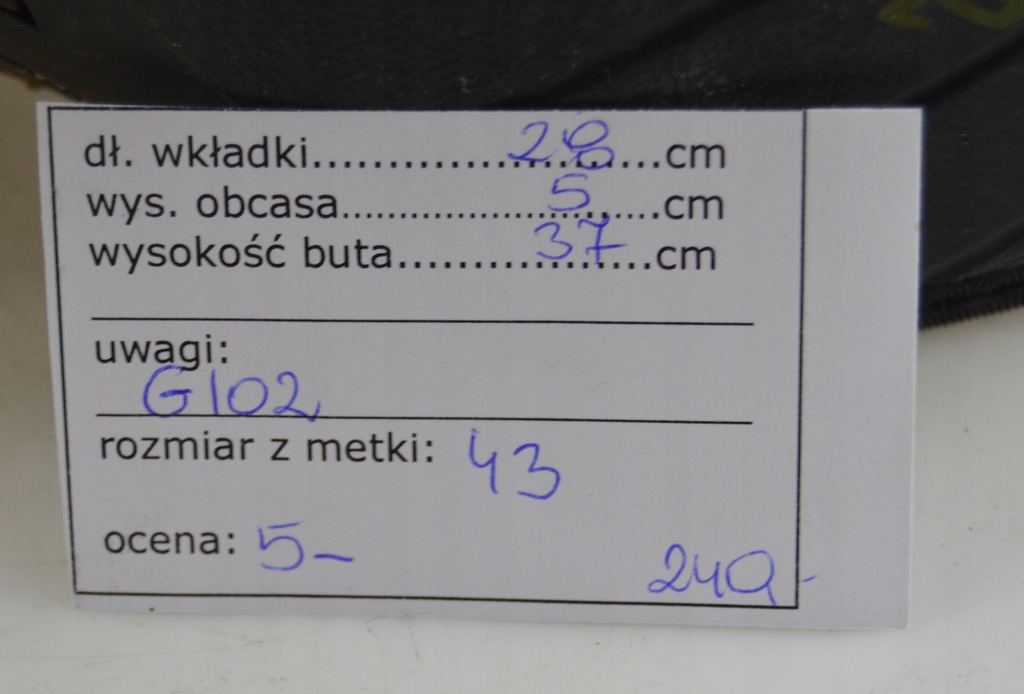 dł. wkładki.......................28........cm
wys. obcasa.......................5........cm
wysokość buta..................37...cm
uwagi:
G102
rozmiar z metki: 43
ocena: 5-
240,-